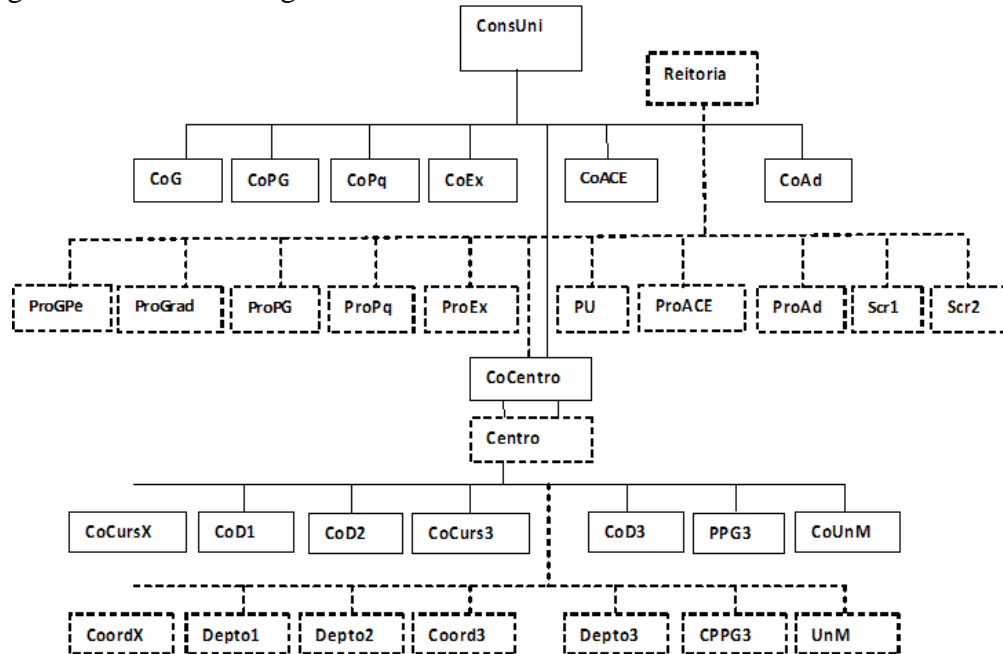 ConsUni
Reitoria
CoG
CoPG
CoPq
CoEx
CoACE
CoAd
ProGPe
ProGrad
ProPG
ProPq
ProEx
PU
ProACE
ProAd
Scr1
Scr2
CoCentro
Centro
CoCursX
CoD1
CoD2
CoCurs3
CoD3
PPG3
CoUnM
CoordX
Depto1
Depto2
Coord3
Depto3
CPPG3
UnM